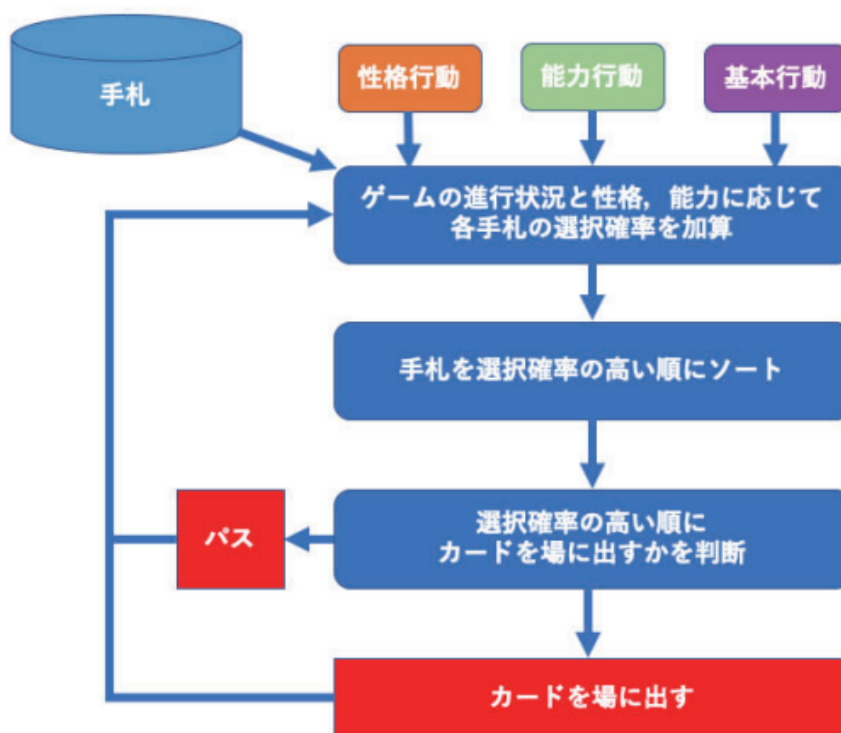 手札
性格行動
能力行動
基本行動
ゲームの進行状況と性格，能力に応じて
各手札の選択確率を加算
手札を選択確率の高い順にソート
選択確率の高い順に
カードを場に出すかを判断
パス
カードを場に出す